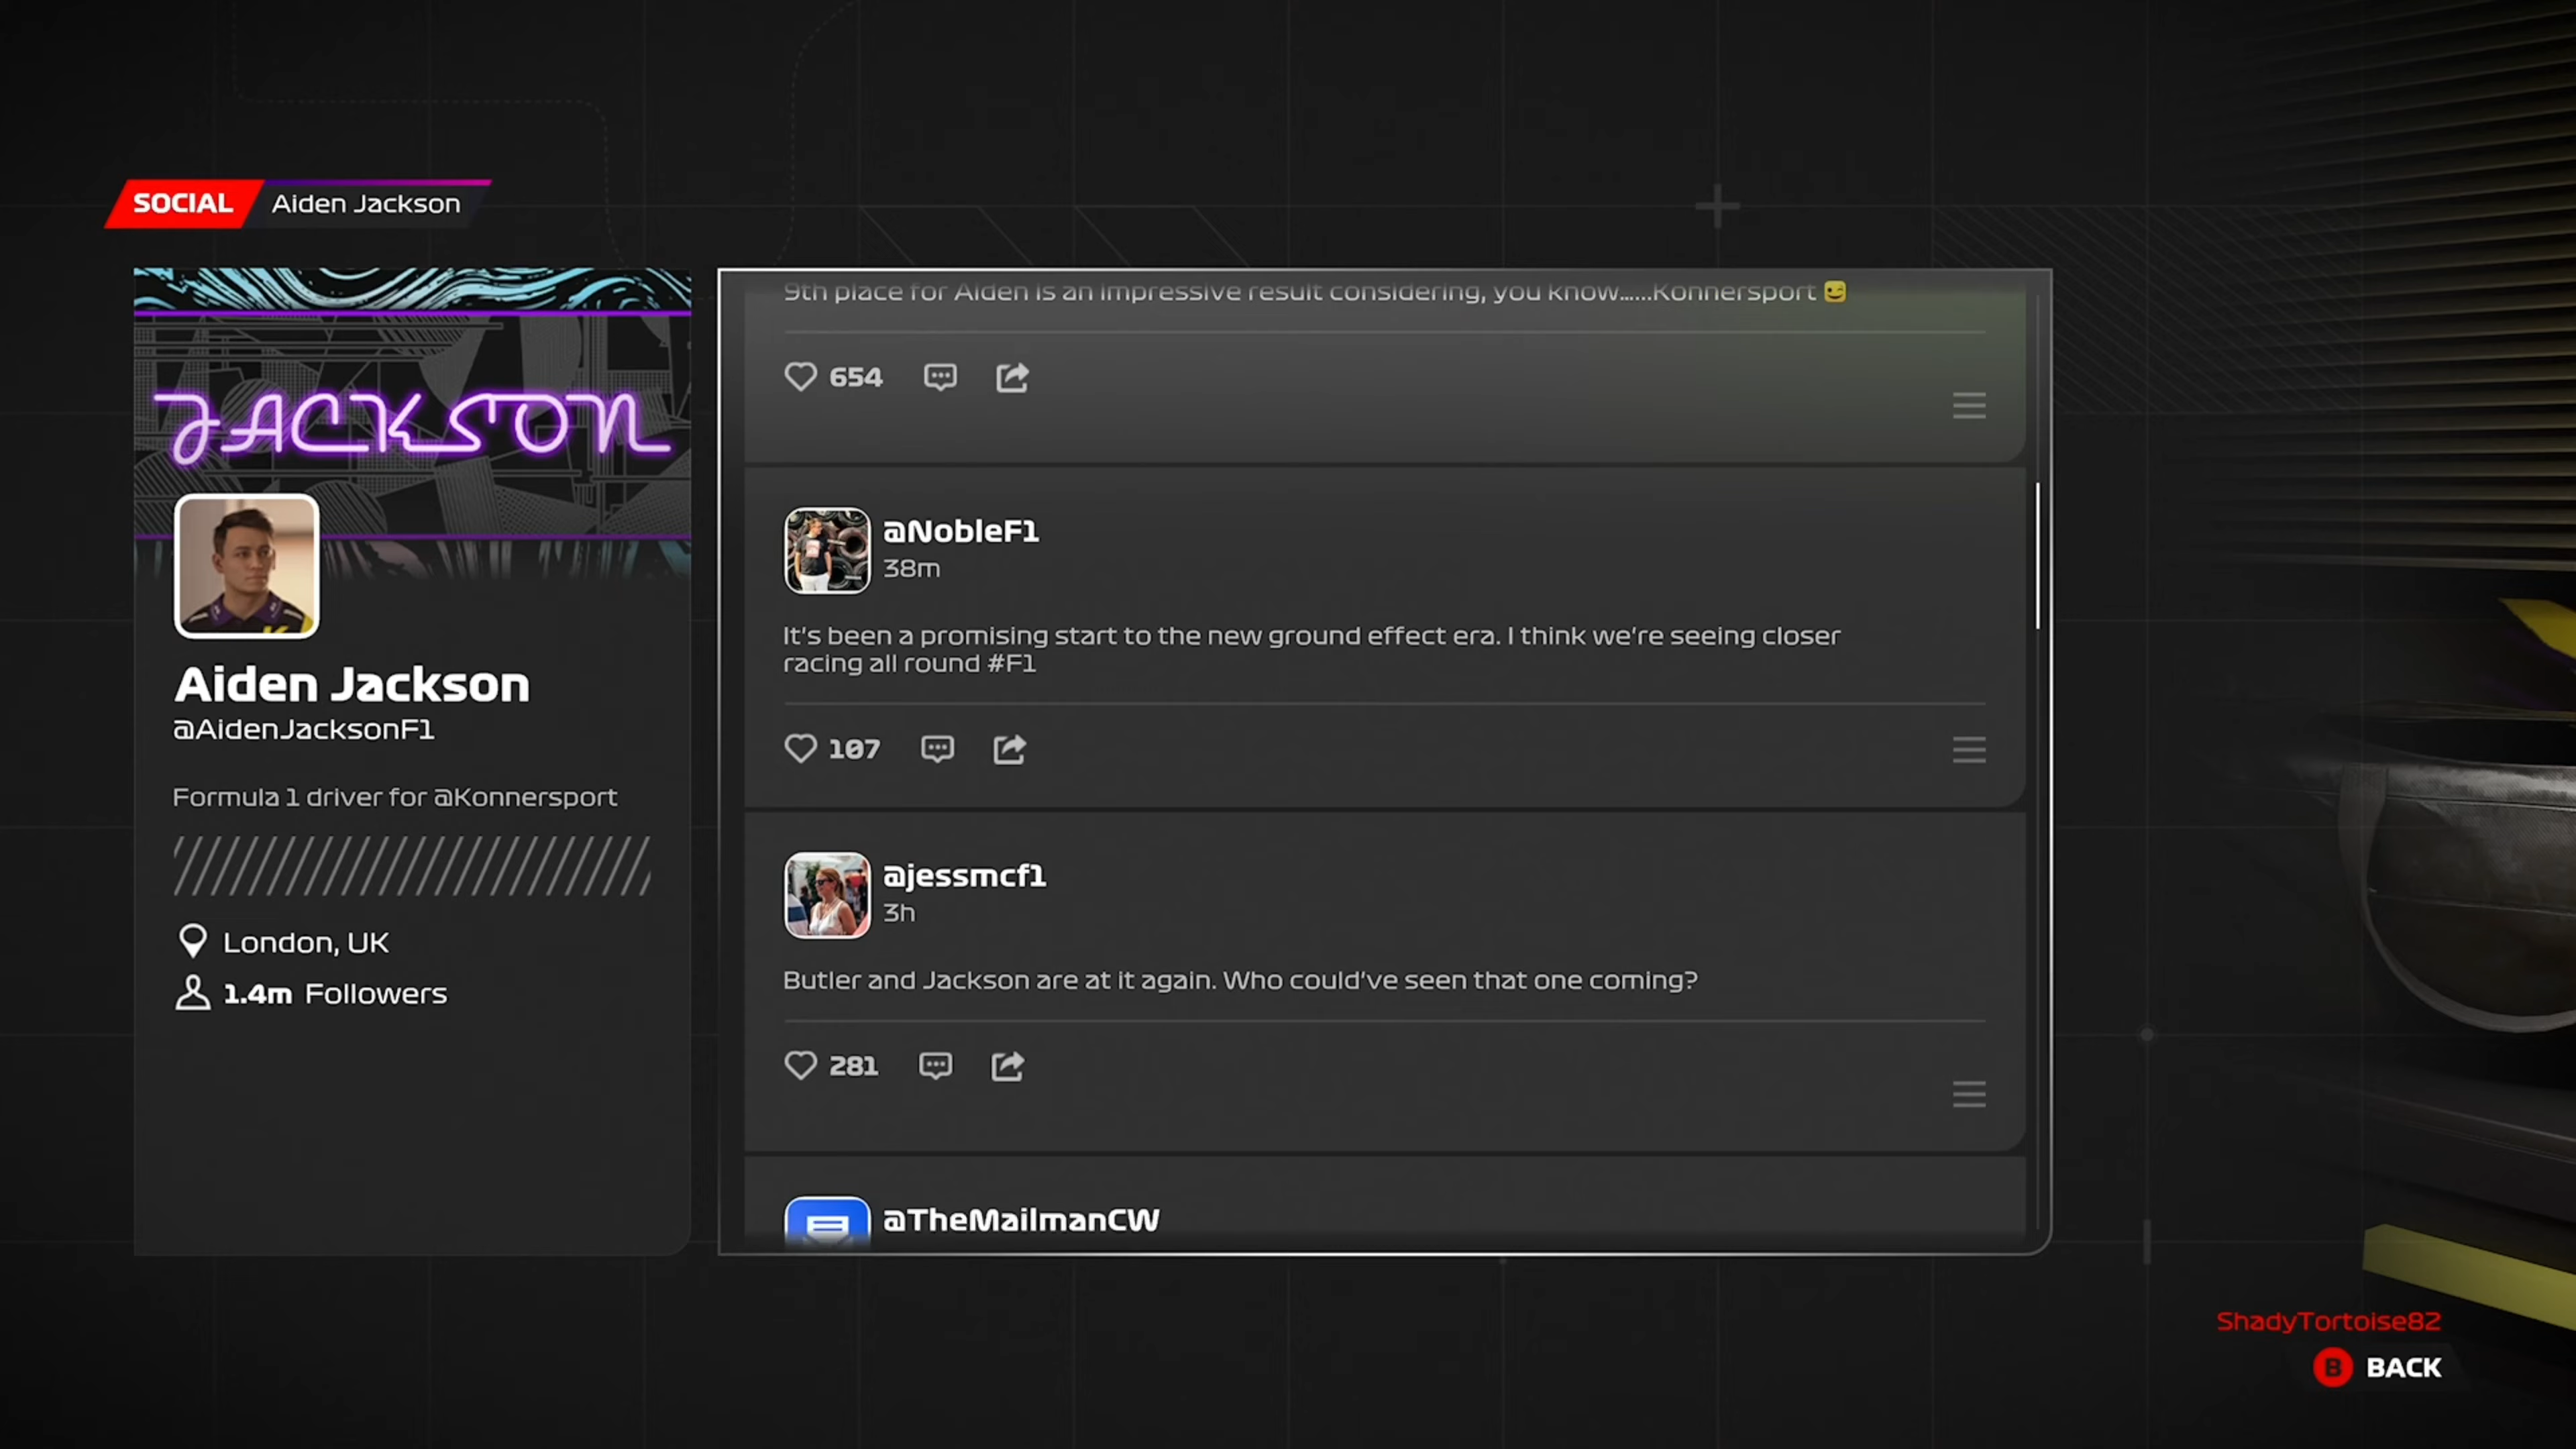 SOCIAL Aiden Jackson
JACKSON
Aiden Jackson
@AidenJacksonF1
Formula 1 driver for @Konnersport
London, UK
1.4m Followers
9th place for Aiden is an impressive result considering, you know......Konnersport 😉
654
@NobleF1
38m
It's been a promising start to the new ground effect era. I think we're seeing closer
racing all round #F1
107
@jessmcf1
3h
Butler and Jackson are at it again. Who could've seen that one coming?
281
@TheMailmanCW
ShadyTortoise82
B BACK